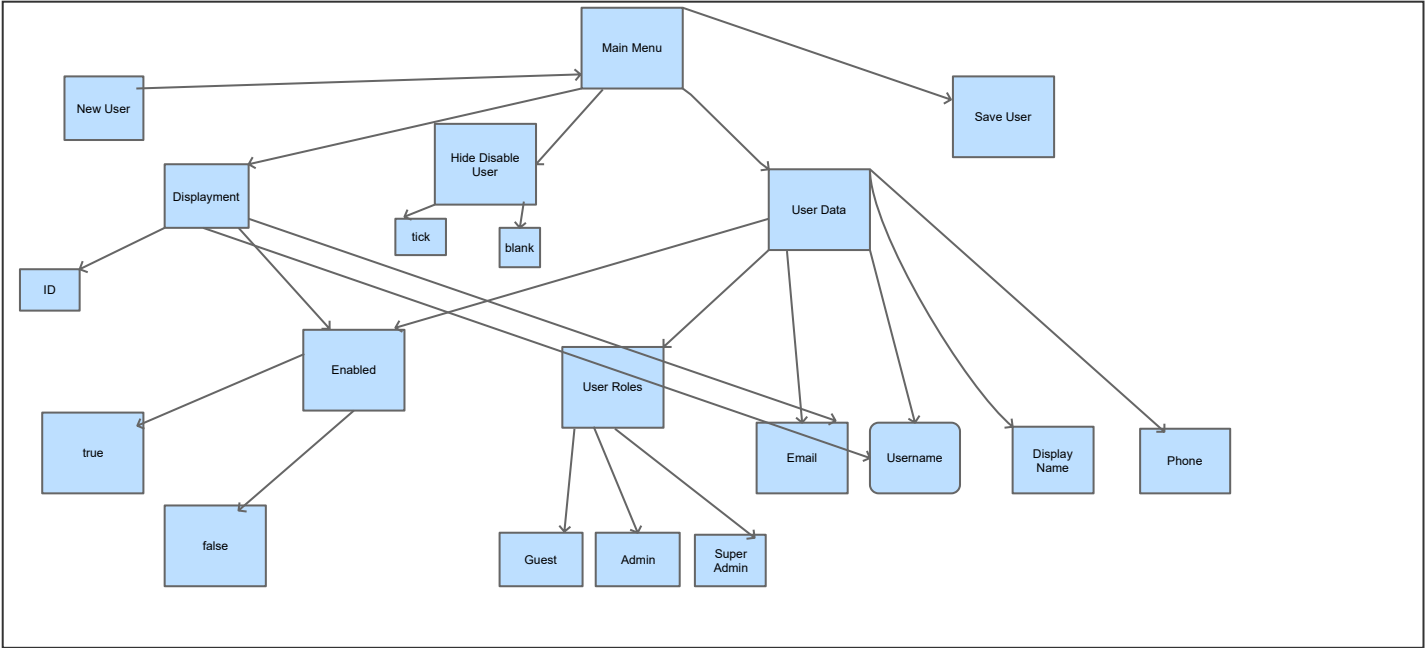 Main Menu
New User
Save User
Hide Disable
User
Displayment
User Data
tick
blank
ID
Enabled
User Roles
true
Email
Username
Display
Name
Phone
false
Guest
Admin
Super
Admin